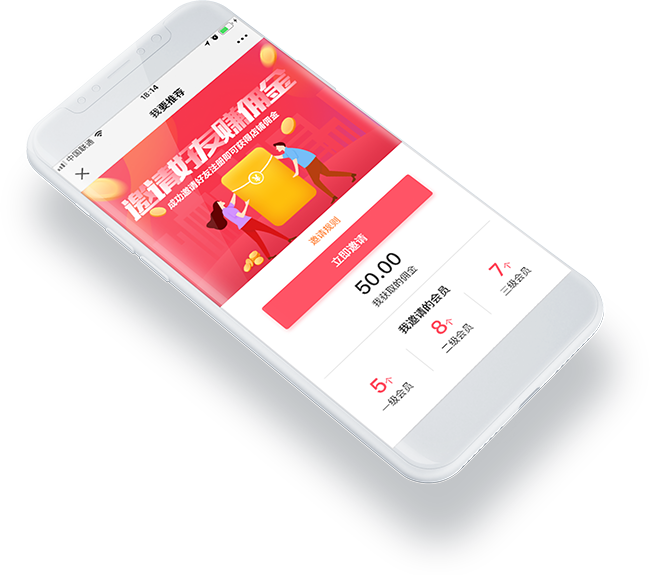 中国联通 18:14
我要推荐
邀请好友赚佣金
成功邀请好友注册即可获得店铺佣金
¥
邀请规则
立即邀请
50.00
我获取的佣金
我邀请的会员
5个 8个 7个
一级会员 二级会员 三级会员